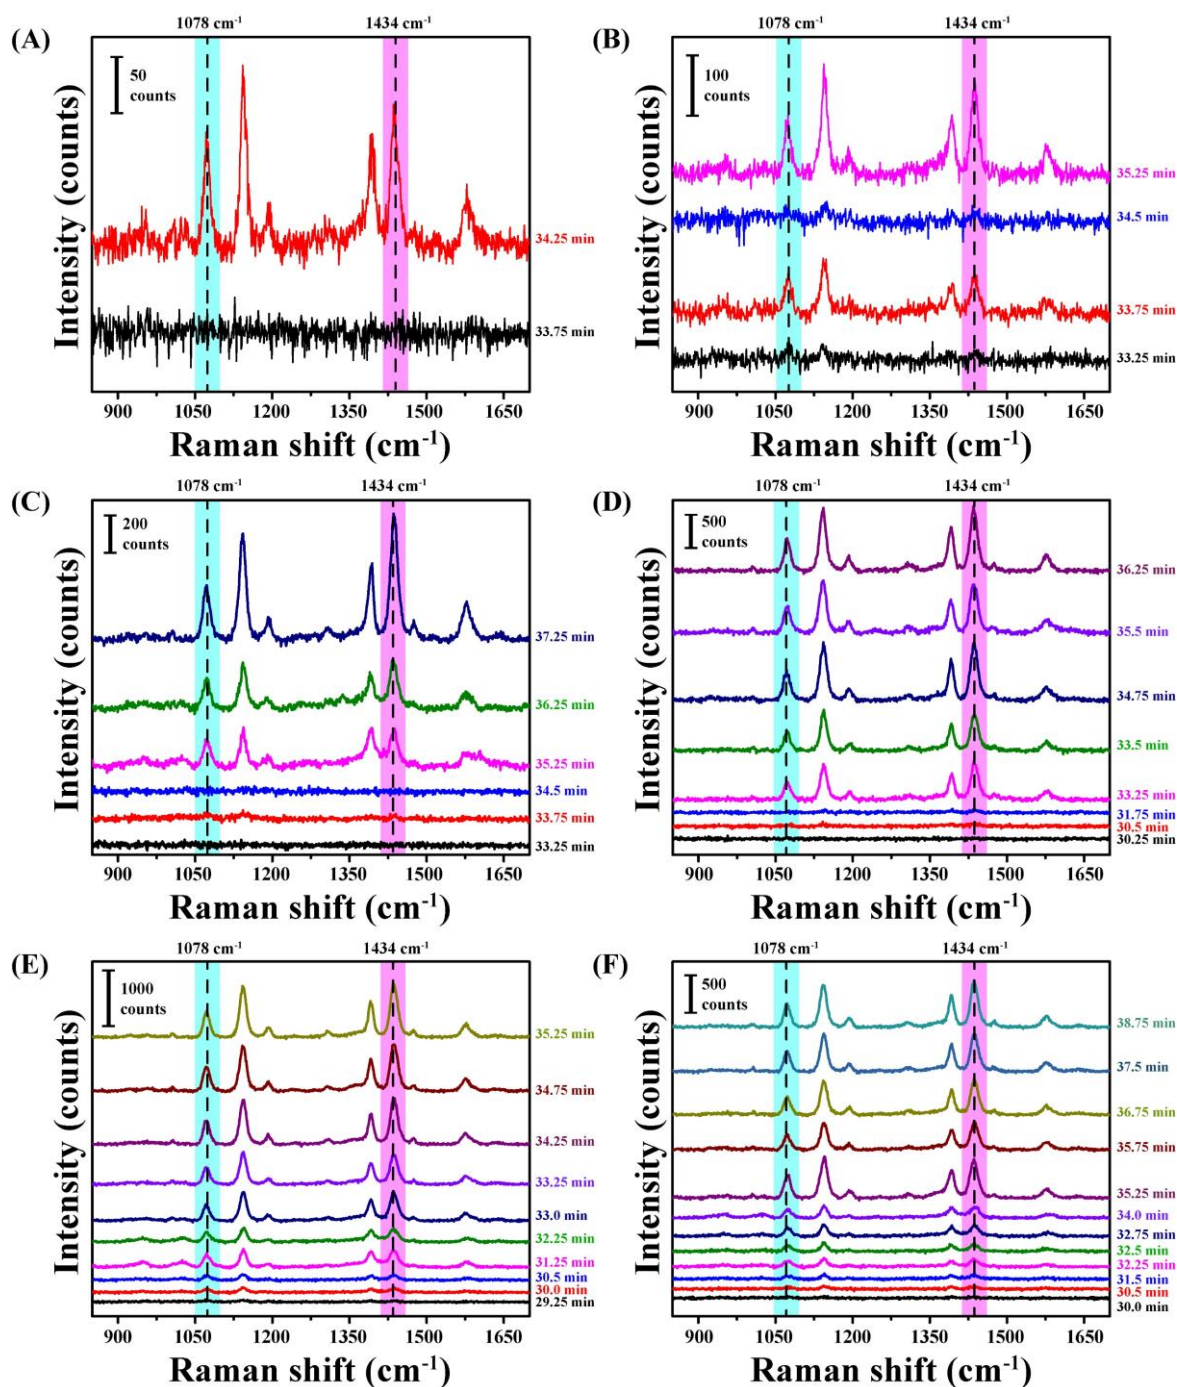 1078 cm-1 1434 cm-1
(A)
50
counts
34.25 min
33.75 min
Intensity (counts)
900 1050 1200 1350 1500 1650
Raman shift (cm-1)
1078 cm-1 1434 cm-1
(B)
100
counts
35.25 min
34.5 min
33.75 min
33.25 min
Intensity (counts)
900 1050 1200 1350 1500 1650
Raman shift (cm-1)
1078 cm-1 1434 cm-1
(C)
200
counts
37.25 min
36.25 min
35.25 min
34.5 min
33.75 min
33.25 min
Intensity (counts)
900 1050 1200 1350 1500 1650
Raman shift (cm-1)
1078 cm-1 1434 cm-1
(D)
500
counts
36.25 min
35.5 min
34.75 min
33.5 min
33.25 min
31.75 min
30.5 min
30.25 min
Intensity (counts)
900 1050 1200 1350 1500 1650
Raman shift (cm-1)
1078 cm-1 1434 cm-1
(E)
1000
counts
35.25 min
34.75 min
34.25 min
33.25 min
33.0 min
32.25 min
31.25 min
30.5 min
30.0 min
29.25 min
Intensity (counts)
900 1050 1200 1350 1500 1650
Raman shift (cm-1)
1078 cm-1 1434 cm-1
(F)
500
counts
38.75 min
37.5 min
36.75 min
35.75 min
35.25 min
34.0 min
32.75 min
32.5 min
32.25 min
31.5 min
30.5 min
30.0 min
Intensity (counts)
900 1050 1200 1350 1500 1650
Raman shift (cm-1)